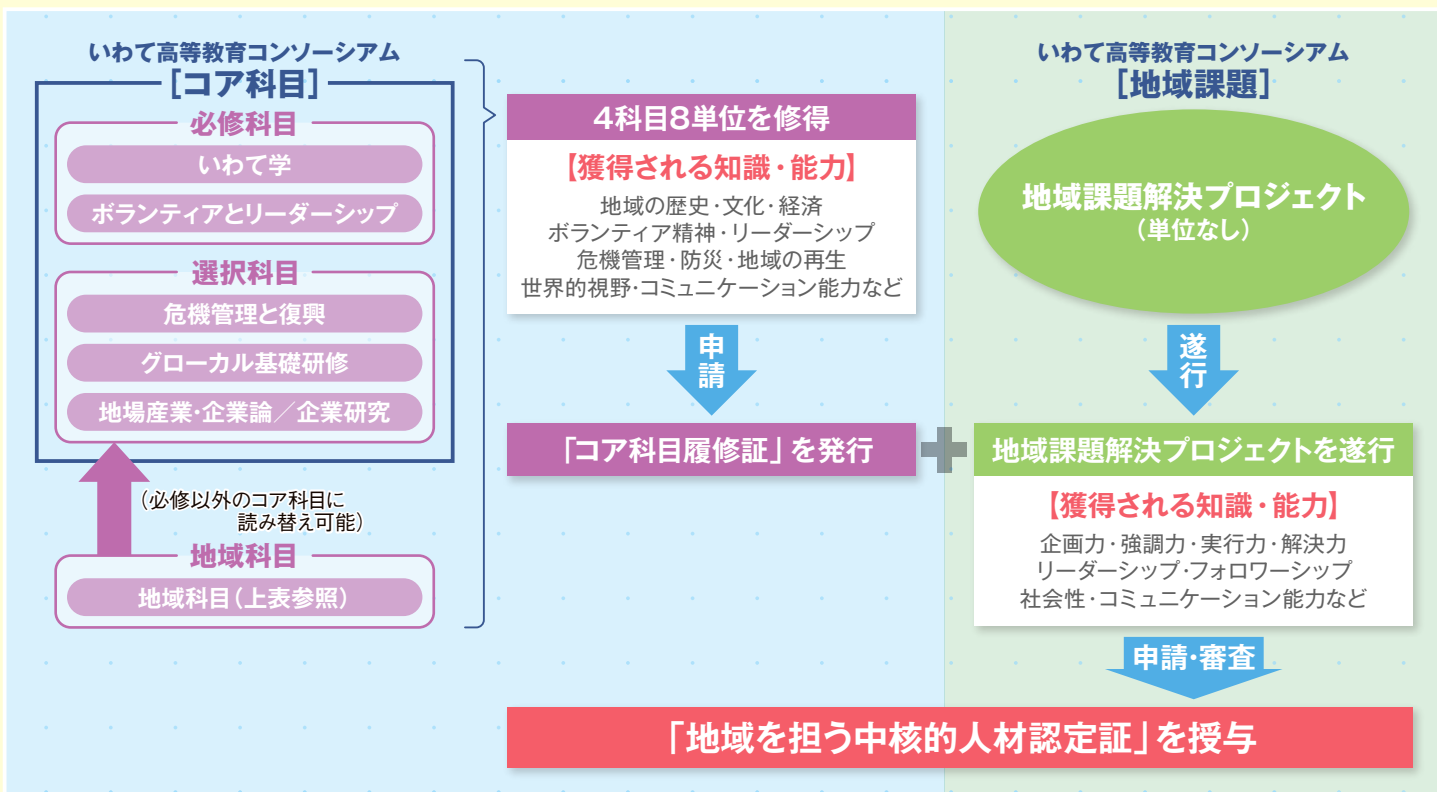 いわて高等教育コンソーシアム
[コア科目]
必修科目
いわて学
ボランティアとリーダーシップ
選択科目
危機管理と復興
グローカル基礎研修
地場産業・企業論／企業研究
（必修以外のコア科目に
読み替え可能）
地域科目
地域科目（上表参照）
4科目8単位を修得
【獲得される知識・能力】
地域の歴史・文化・経済
ボランティア精神・リーダーシップ
危機管理・防災・地域の再生
世界的視野・コミュニケーション能力など
申請
「コア科目履修証」を発行
いわて高等教育コンソーシアム
[地域課題]
地域課題解決プロジェクト
（単位なし）
遂行
地域課題解決プロジェクトを遂行
【獲得される知識・能力】
企画力・強調力・実行力・解決力
リーダーシップ・フォロワーシップ
社会性・コミュニケーション能力など
申請・審査
「地域を担う中核的人材認定証」を授与